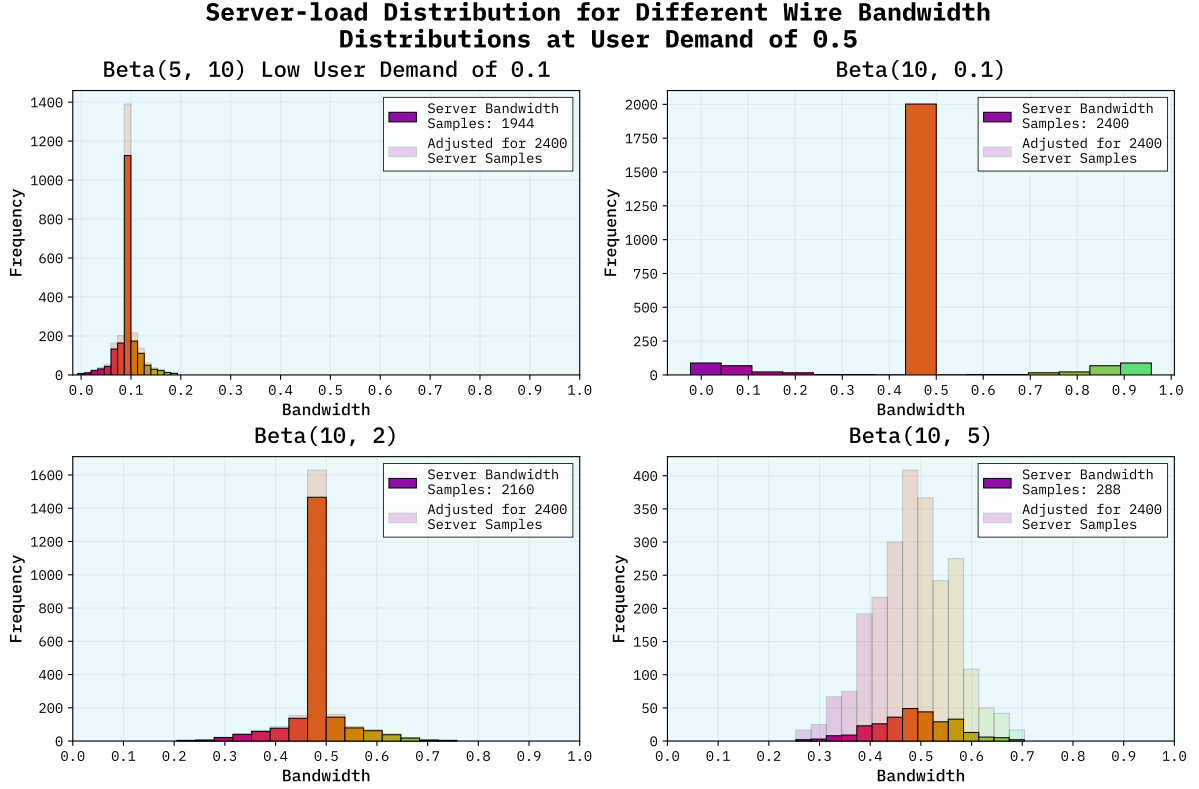 Server-load Distribution for Different Wire Bandwidth
Distributions at User Demand of 0.5
Beta(5, 10) Low User Demand of 0.1
Server Bandwidth
Samples: 1944
Adjusted for 2400
Server Samples
Frequency
1400
1200
1000
800
600
400
200
0
0.0 0.1 0.2 0.3 0.4 0.5 0.6 0.7 0.8 0.9 1.0
Bandwidth
Beta(10, 0.1)
Server Bandwidth
Samples: 2400
Adjusted for 2400
Server Samples
Frequency
2000
1750
1500
1250
1000
750
500
250
0
0.0 0.1 0.2 0.3 0.4 0.5 0.6 0.7 0.8 0.9 1.0
Bandwidth
Beta(10, 2)
Server Bandwidth
Samples: 2160
Adjusted for 2400
Server Samples
Frequency
1600
1400
1200
1000
800
600
400
200
0
0.0 0.1 0.2 0.3 0.4 0.5 0.6 0.7 0.8 0.9 1.0
Bandwidth
Beta(10, 5)
Server Bandwidth
Samples: 288
Adjusted for 2400
Server Samples
Frequency
400
350
300
250
200
150
100
50
0
0.0 0.1 0.2 0.3 0.4 0.5 0.6 0.7 0.8 0.9 1.0
Bandwidth